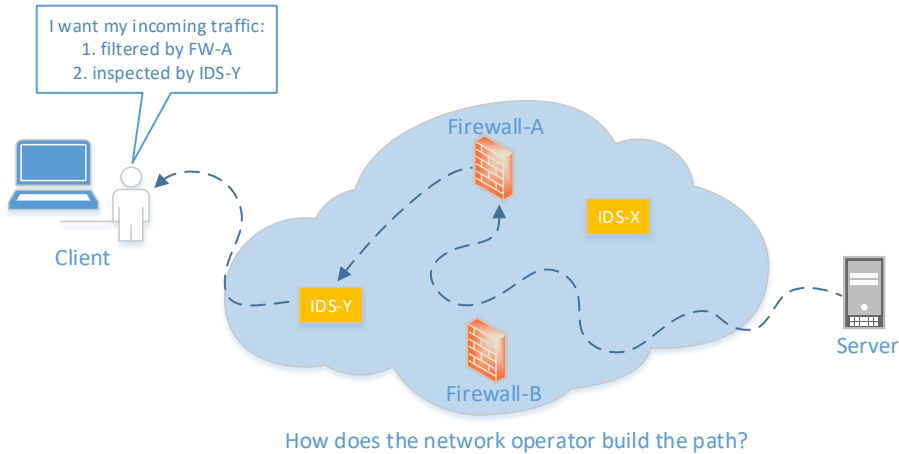 I want my incoming traffic:
1. filtered by FW-A
2. inspected by IDS-Y
Firewall-A
IDS-X
Client
IDS-Y
Server
Firewall-B
How does the network operator build the path?